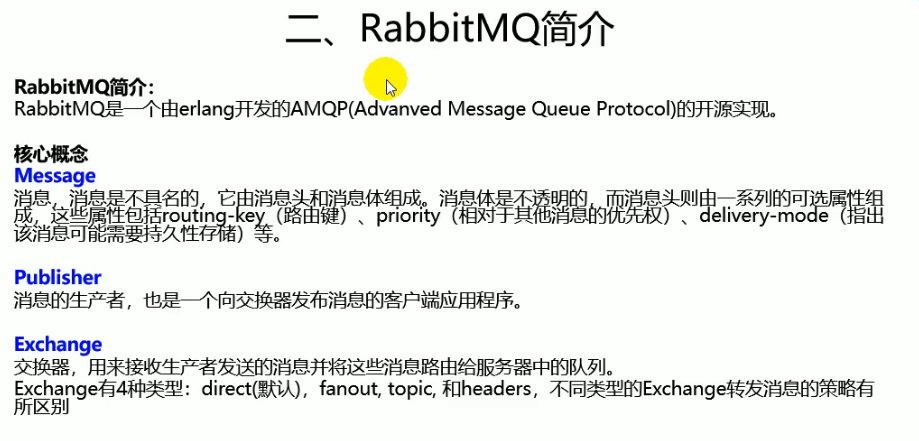 二、RabbitMQ简介
RabbitMQ简介：
RabbitMQ是一个由erlang开发的AMQP(Advanved Message Queue Protocol)的开源实现。
核心概念
Message
消息，消息是不具名的，它由消息头和消息体组成。消息体是不透明的，而消息头则由一系列的可选属性组
成，这些属性包括routing-key（路由键）、priority（相对于其他消息的优先权）、delivery-mode（指出
该消息可能需要持久性存储）等。
Publisher
消息的生产者，也是一个向交换器发布消息的客户端应用程序。
Exchange
交换器，用来接收生产者发送的消息并将这些消息路由给服务器中的队列。
Exchange有4种类型：direct(默认)，fanout, topic, 和headers，不同类型的Exchange转发消息的策略有
所区别